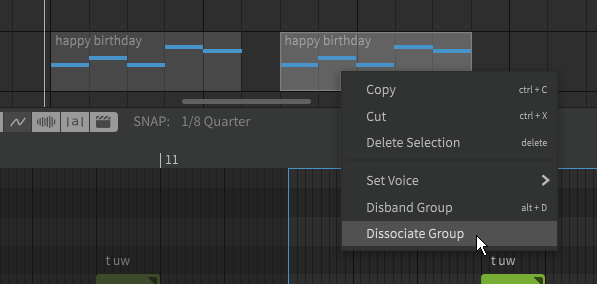 happy birthday
happy birthday
Copy ctrl + C
Cut ctrl + X
Delete Selection delete
Set Voice
Disband Group alt + D
Dissociate Group
|a|
SNAP: 1/8 Quarter
11
t uw
t uw